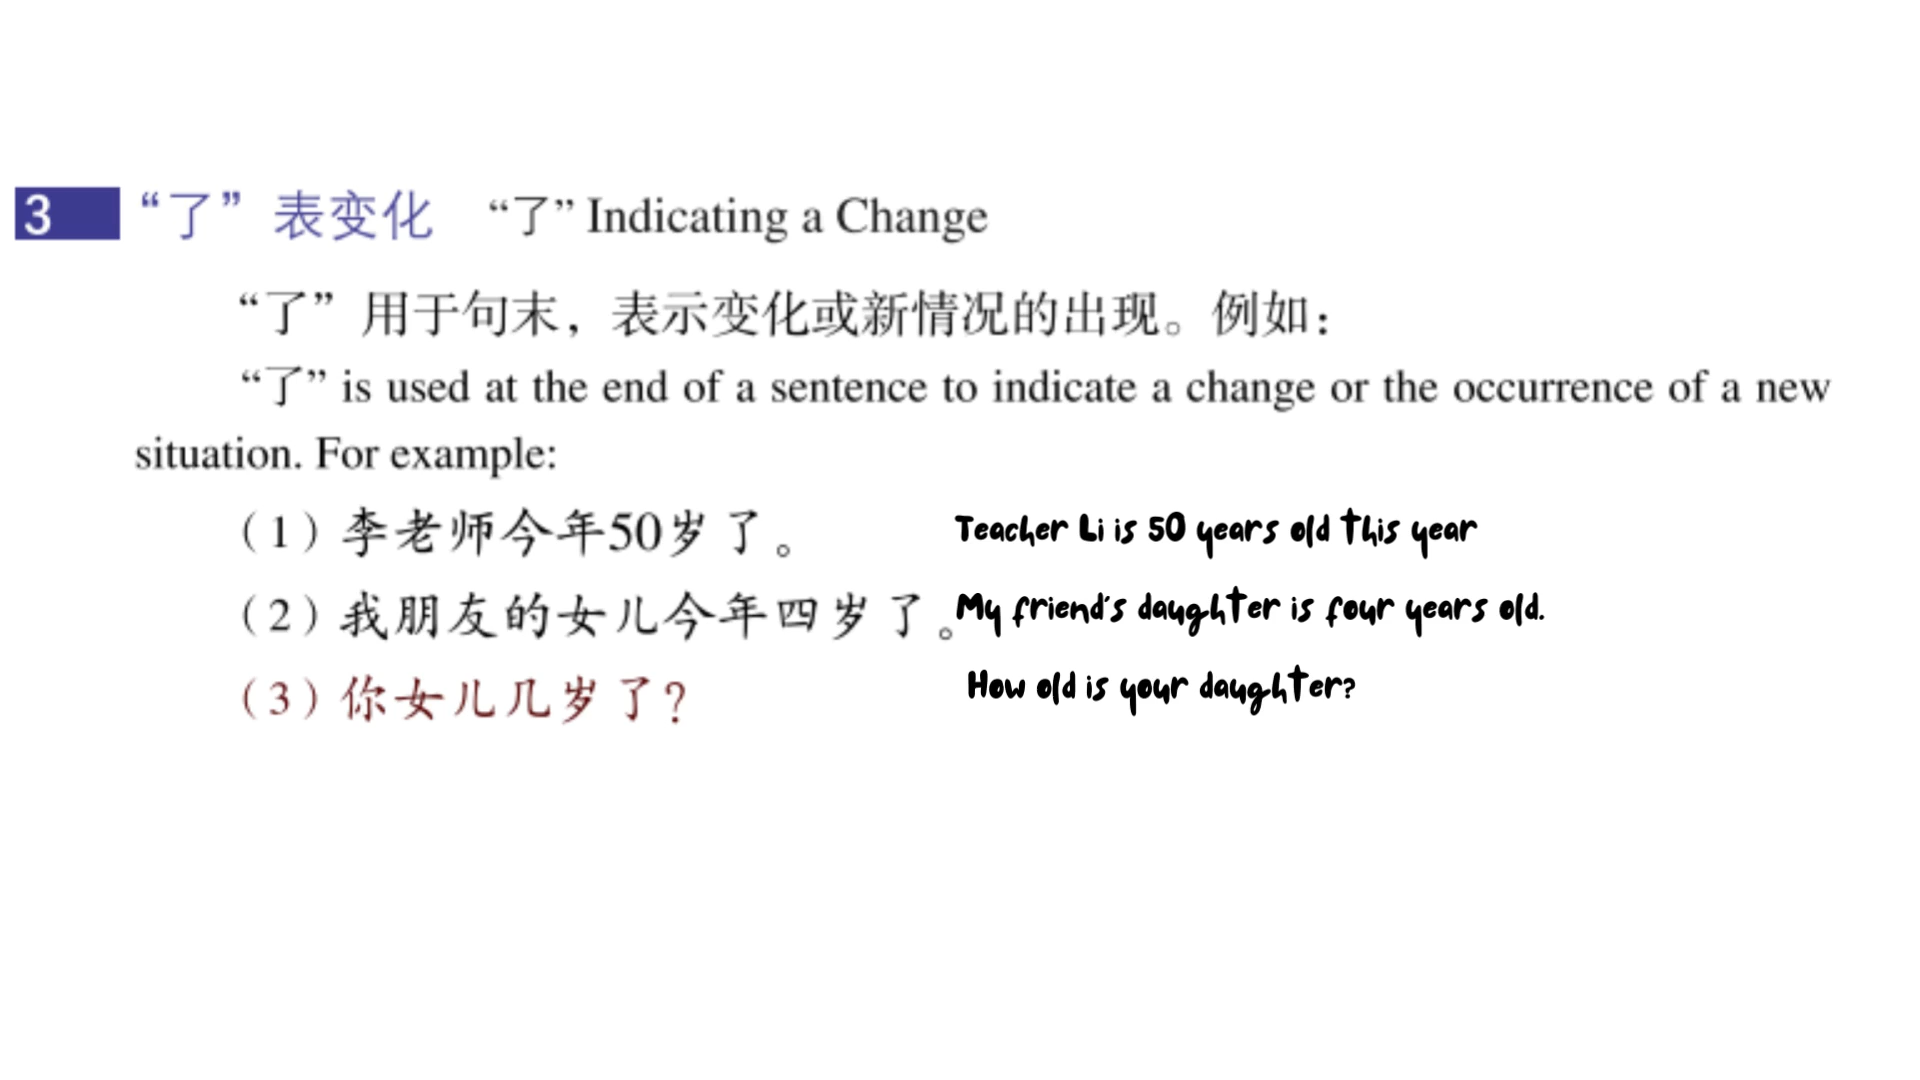 3 “了”表变化 “了” Indicating a Change
“了”用于句末，表示变化或新情况的出现。例如：
“了” is used at the end of a sentence to indicate a change or the occurrence of a new
situation. For example:
（1）李老师今年50岁了。 Teacher Li is 50 years old this year
（2）我朋友的女儿今年四岁了。 My friend's daughter is four years old.
（3）你女儿几岁了？ How old is your daughter?